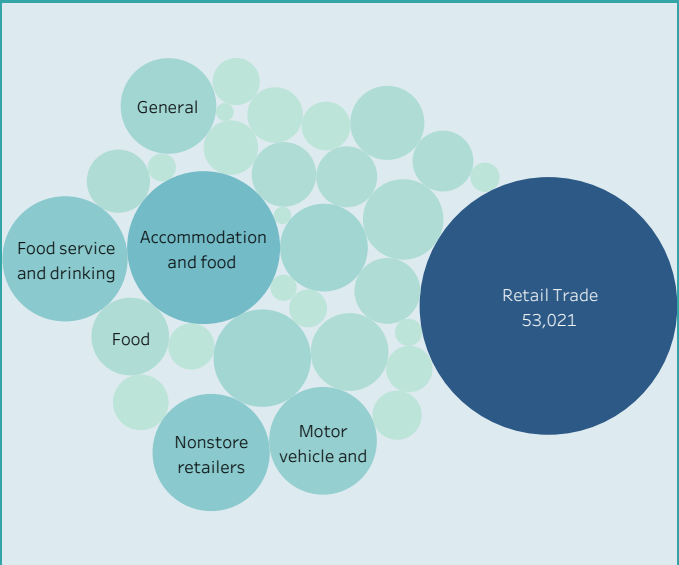 General
Accommodation
and food
Food service
and drinking
Retail Trade
53,021
Food
Nonstore
retailers
Motor
vehicle and